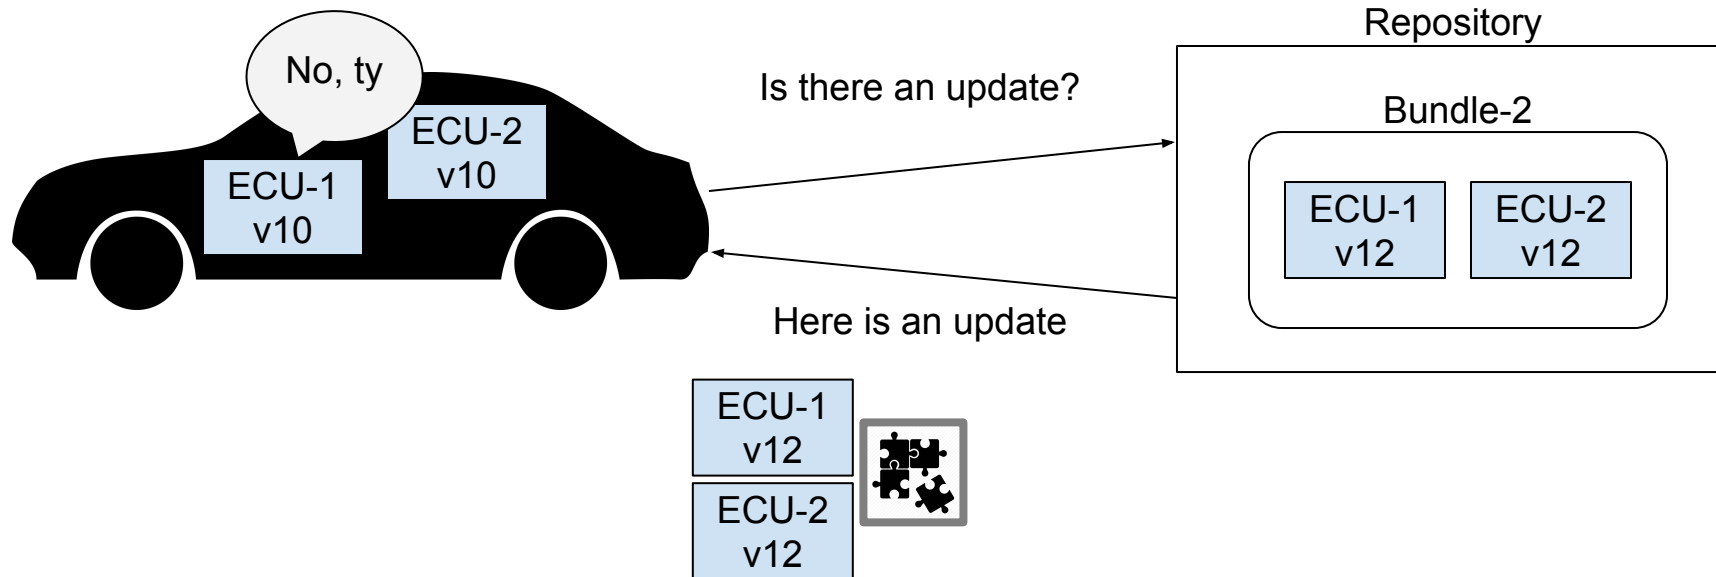 No, ty
ECU-2
v10
ECU-1
v10
Is there an update?
Here is an update
Repository
Bundle-2
ECU-1
v12
ECU-2
v12
ECU-1
v12
ECU-2
v12